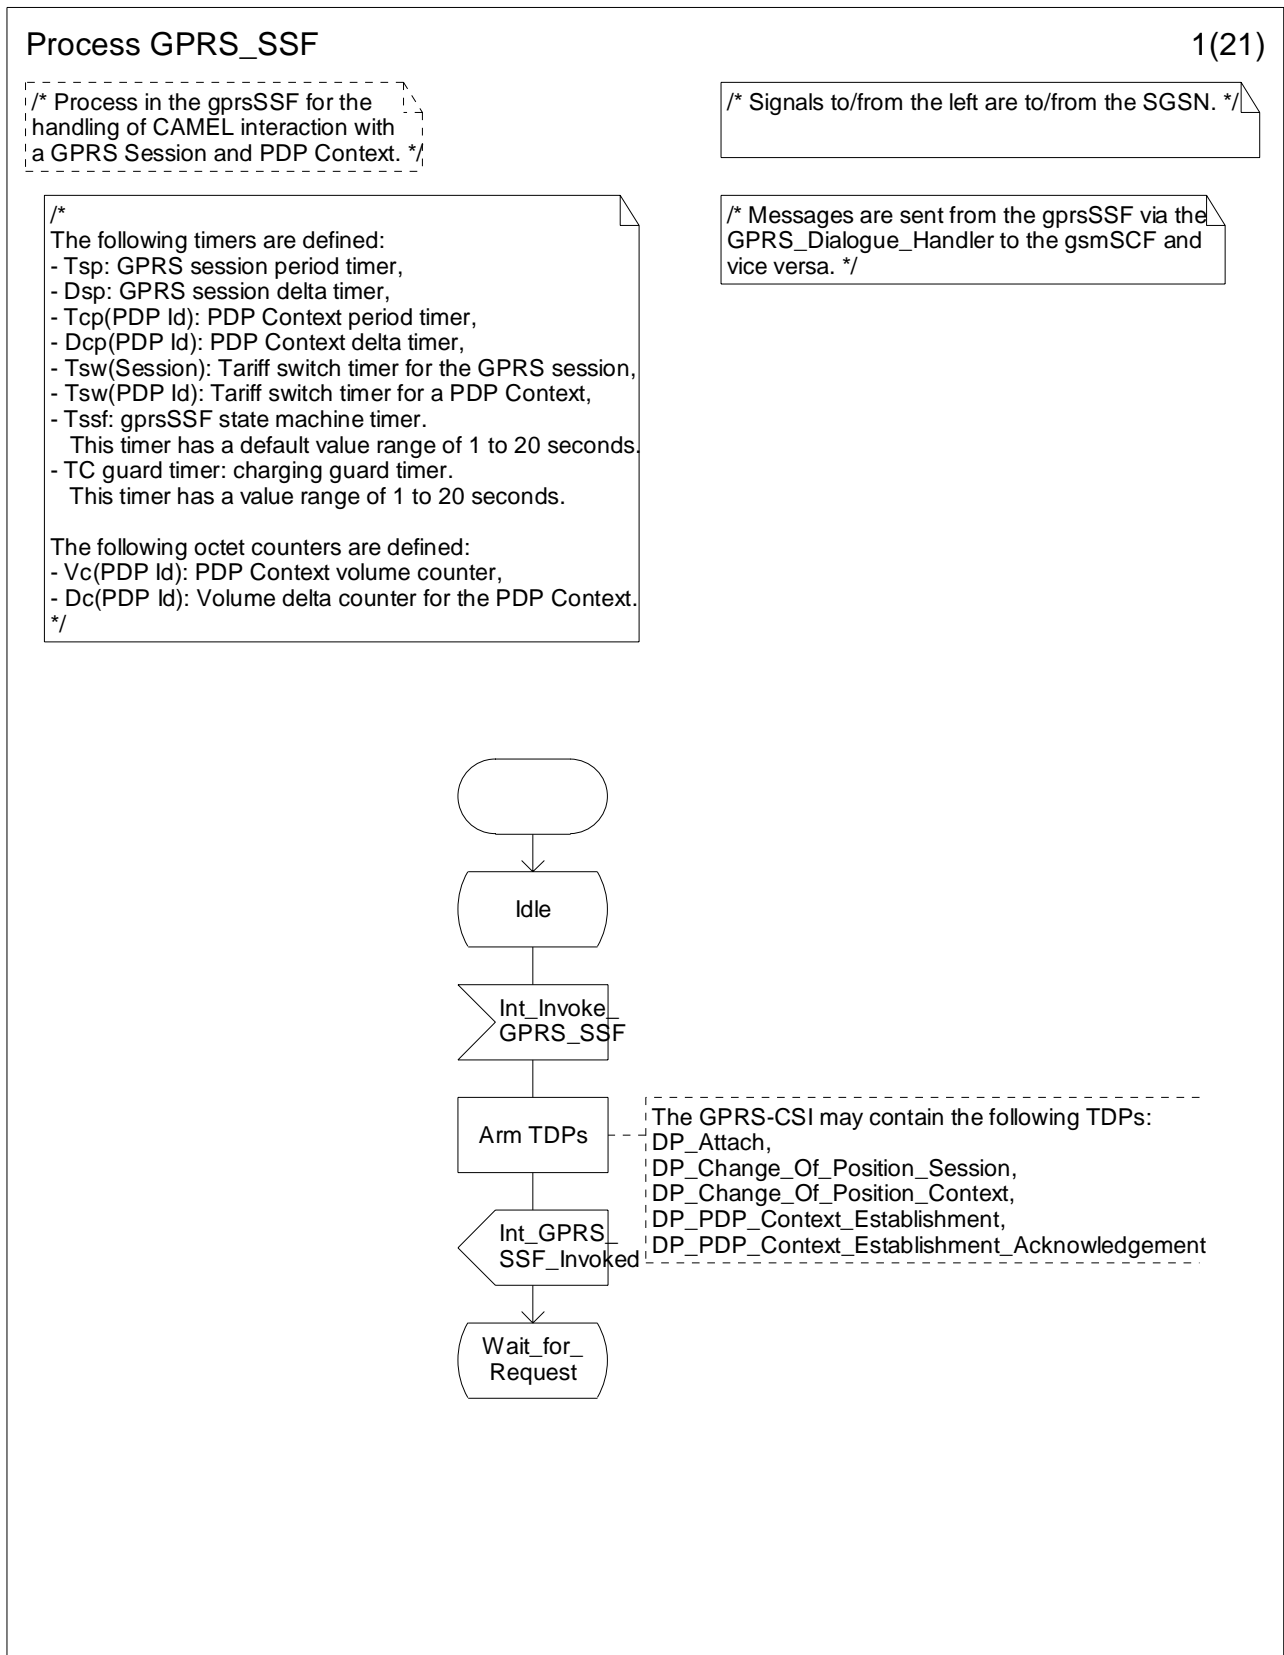 Process GPRS_SSF
1(21)
/* Process in the gprsSSF for the
handling of CAMEL interaction with
a GPRS Session and PDP Context. */
/* Signals to/from the left are to/from the SGSN. */
/*
The following timers are defined:
- Tsp: GPRS session period timer,
- Dsp: GPRS session delta timer,
- Tcp(PDP Id): PDP Context period timer,
- Dcp(PDP Id): PDP Context delta timer,
- Tsw(Session): Tariff switch timer for the GPRS session,
- Tsw(PDP Id): Tariff switch timer for a PDP Context,
- Tssf: gprsSSF state machine timer.
This timer has a default value range of 1 to 20 seconds.
- TC guard timer: charging guard timer.
This timer has a value range of 1 to 20 seconds.
The following octet counters are defined:
- Vc(PDP Id): PDP Context volume counter,
- Dc(PDP Id): Volume delta counter for the PDP Context.
*/
/* Messages are sent from the gprsSSF via the
GPRS_Dialogue_Handler to the gsmSCF and
vice versa. */
Idle
Int_Invoke_
GPRS_SSF
Arm TDPs
The GPRS-CSI may contain the following TDPs:
DP_Attach,
DP_Change_Of_Position_Session,
DP_Change_Of_Position_Context,
DP_PDP_Context_Establishment,
DP_PDP_Context_Establishment_Acknowledgement
Int_GPRS_
SSF_Invoked
Wait_for_
Request